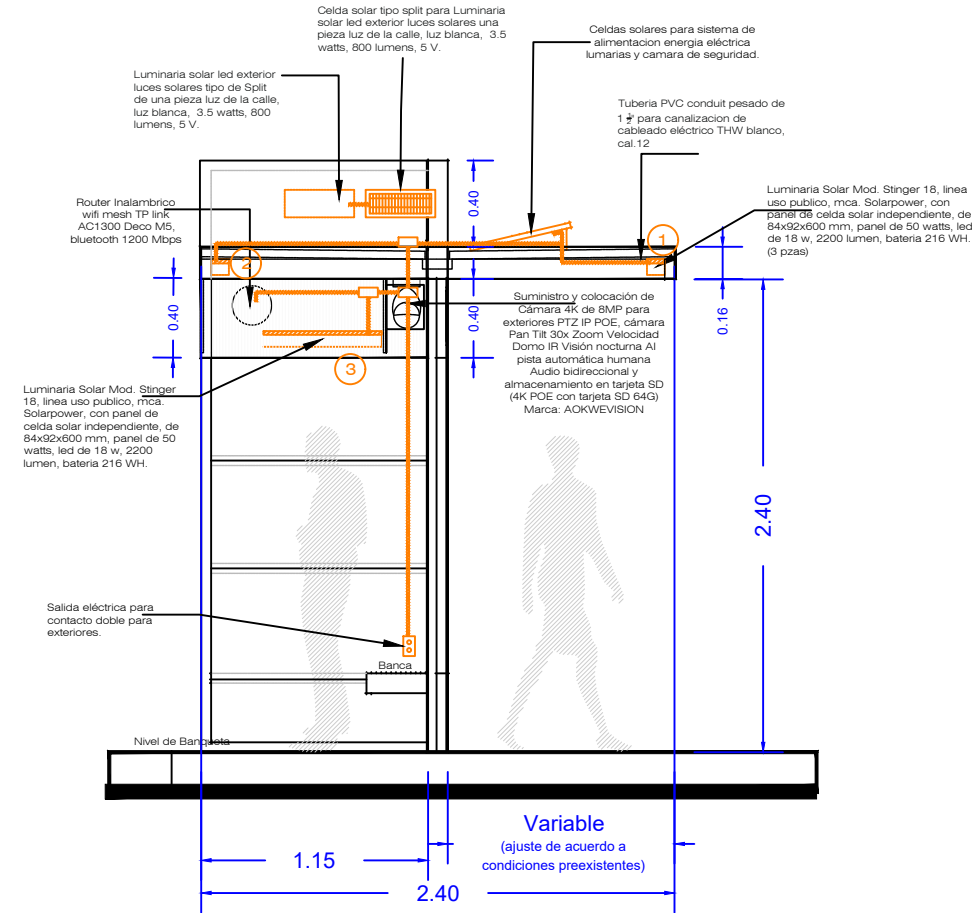 Celda solar tipo split para Luminaria
solar led exterior luces solares una
pieza luz de la calle, luz blanca, 3.5
watts, 800 lumens, 5 V.
Celdas solares para sistema de
alimentacion energia eléctrica
lumarias y camara de seguridad.
Luminaria solar led exterior
luces solares tipo de Split
de una pieza luz de la calle,
luz blanca, 3.5 watts, 800
lumens, 5 V.
Tuberia PVC conduit pesado de
1 para canalizacion de
cableado eléctrico THW blanco,
cal.12
Router Inalambrico
wifi mesh TP link
AC1300 Deco M5,
bluetooth 1200 Mbps
Luminaria Solar Mod. Stinger 18, linea
uso publico, mca. Solarpower, con
panel de celda solar independiente, de
84x92x600 mm, panel de 50 watts, led
de 18 w, 2200 lumen, bateria 216 WH.
(3 pzas)
0.40
1
2
0.40
0.40
0.16
Suministro y colocación de
Cámara 4K de 8MP para
exteriores PTZ IP POE, cámara
Pan Tilt 30x Zoom Velocidad
Domo IR Visión nocturna AI
pista automática humana
Audio bidireccional y
almacenamiento en tarjeta SD
(4K POE con tarjeta SD 64G)
Marca: AOKWEVISION
3
Luminaria Solar Mod. Stinger
18, linea uso publico, mca.
Solarpower, con panel de
celda solar independiente, de
84x92x600 mm, panel de 50
watts, led de 18 w, 2200
lumen, bateria 216 WH.
2.40
Salida eléctrica para
contacto doble para
exteriores.
Banca
Nivel de Banqueta
Variable
(ajuste de acuerdo a
condiciones preexistentes)
1.15
2.40